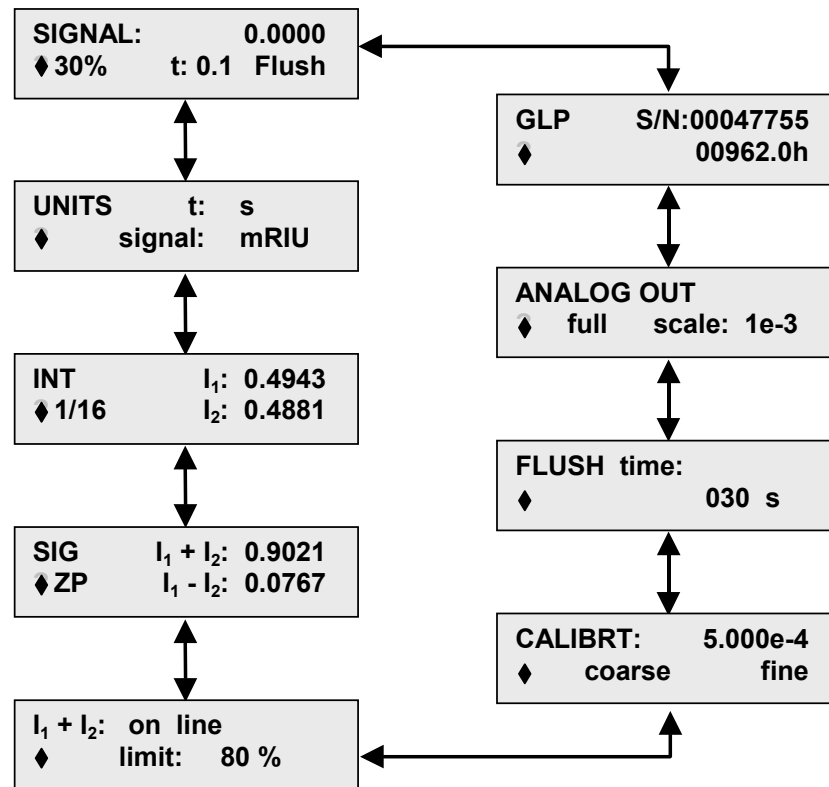 SIGNAL: 0.0000
30% t: 0.1 Flush
UNITS t: s
signal: mRIU
INT I₁: 0.4943
1/16 I₂: 0.4881
SIG I₁ + I₂: 0.9021
ZP I₁ - I₂: 0.0767
I₁ + I₂: on line
limit: 80 %
GLP S/N:00047755
00962.0h
ANALOG OUT
full scale: 1e-3
FLUSH time:
030 s
CALIBRT: 5.000e-4
coarse fine